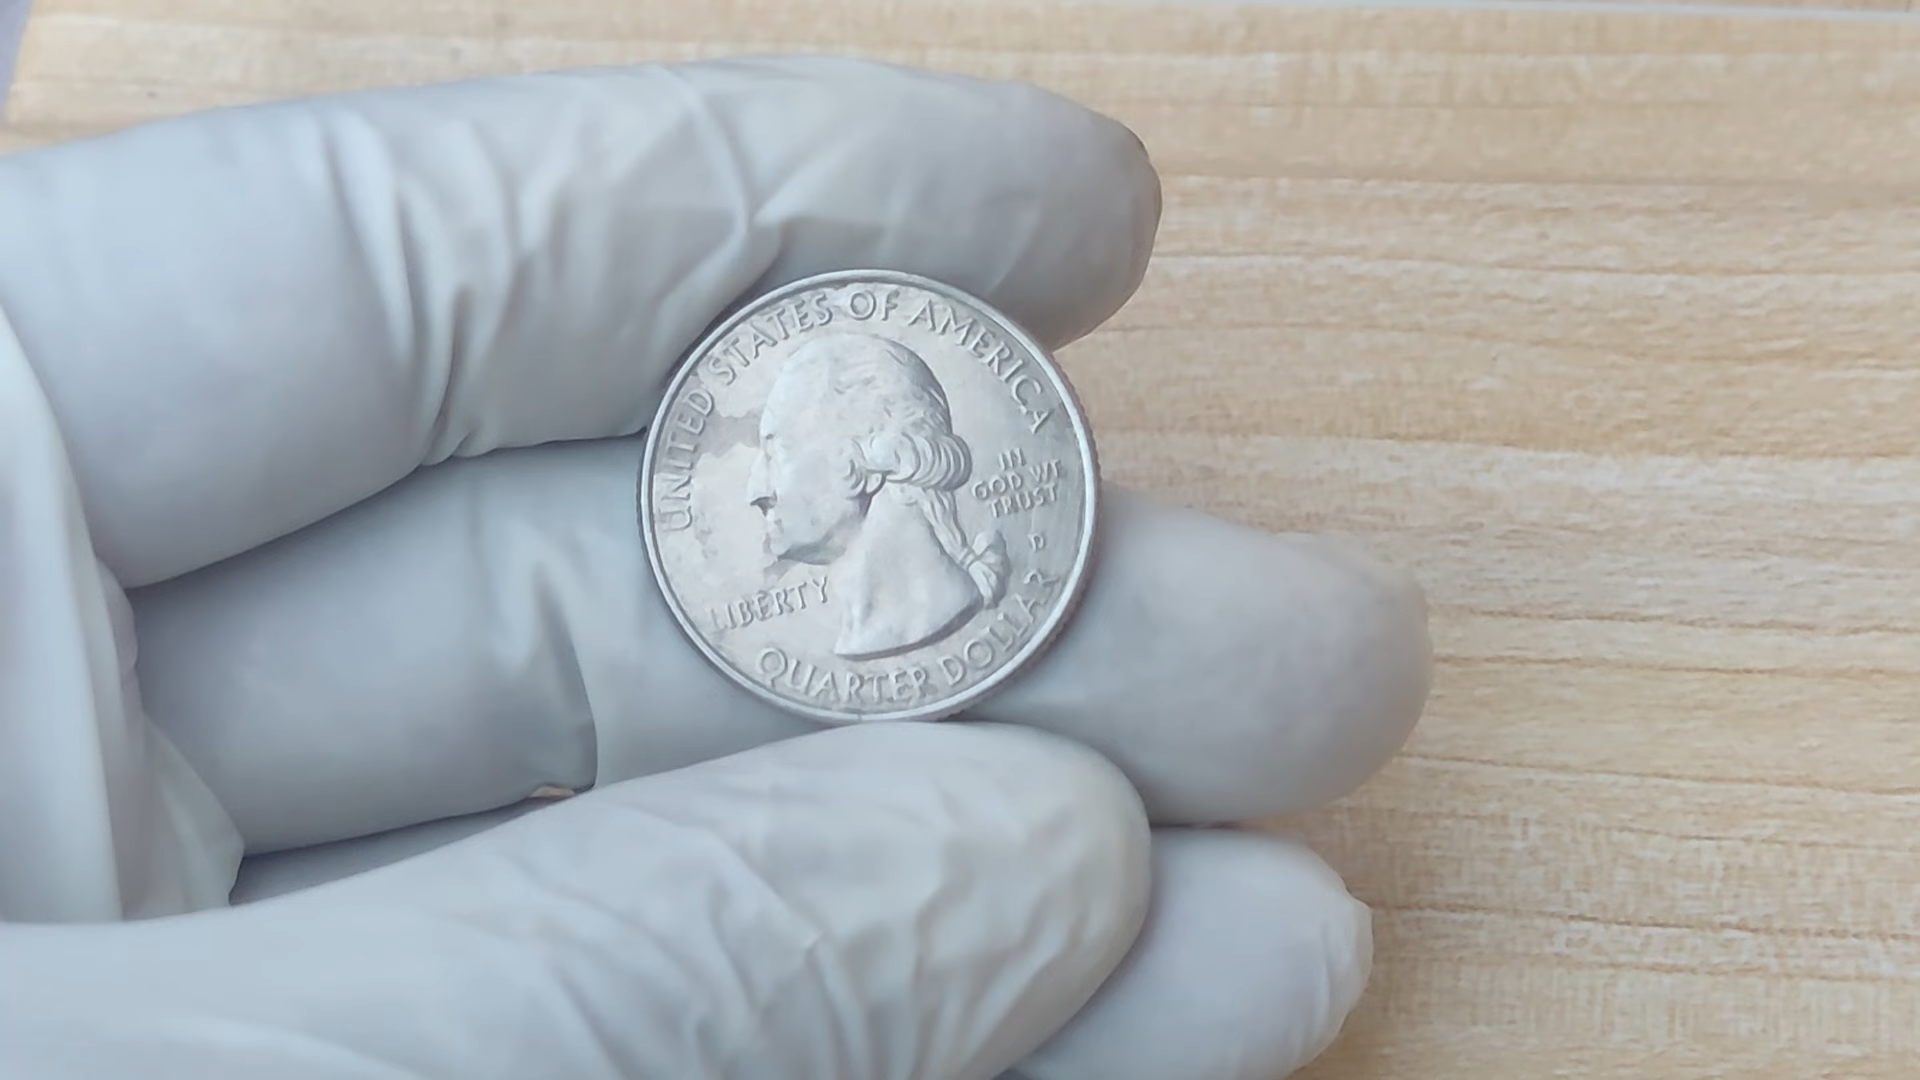 UNITED STATES OF AMERICA
IN
GOD WE
TRUST
P
LIBERTY
QUARTER DOLLAR